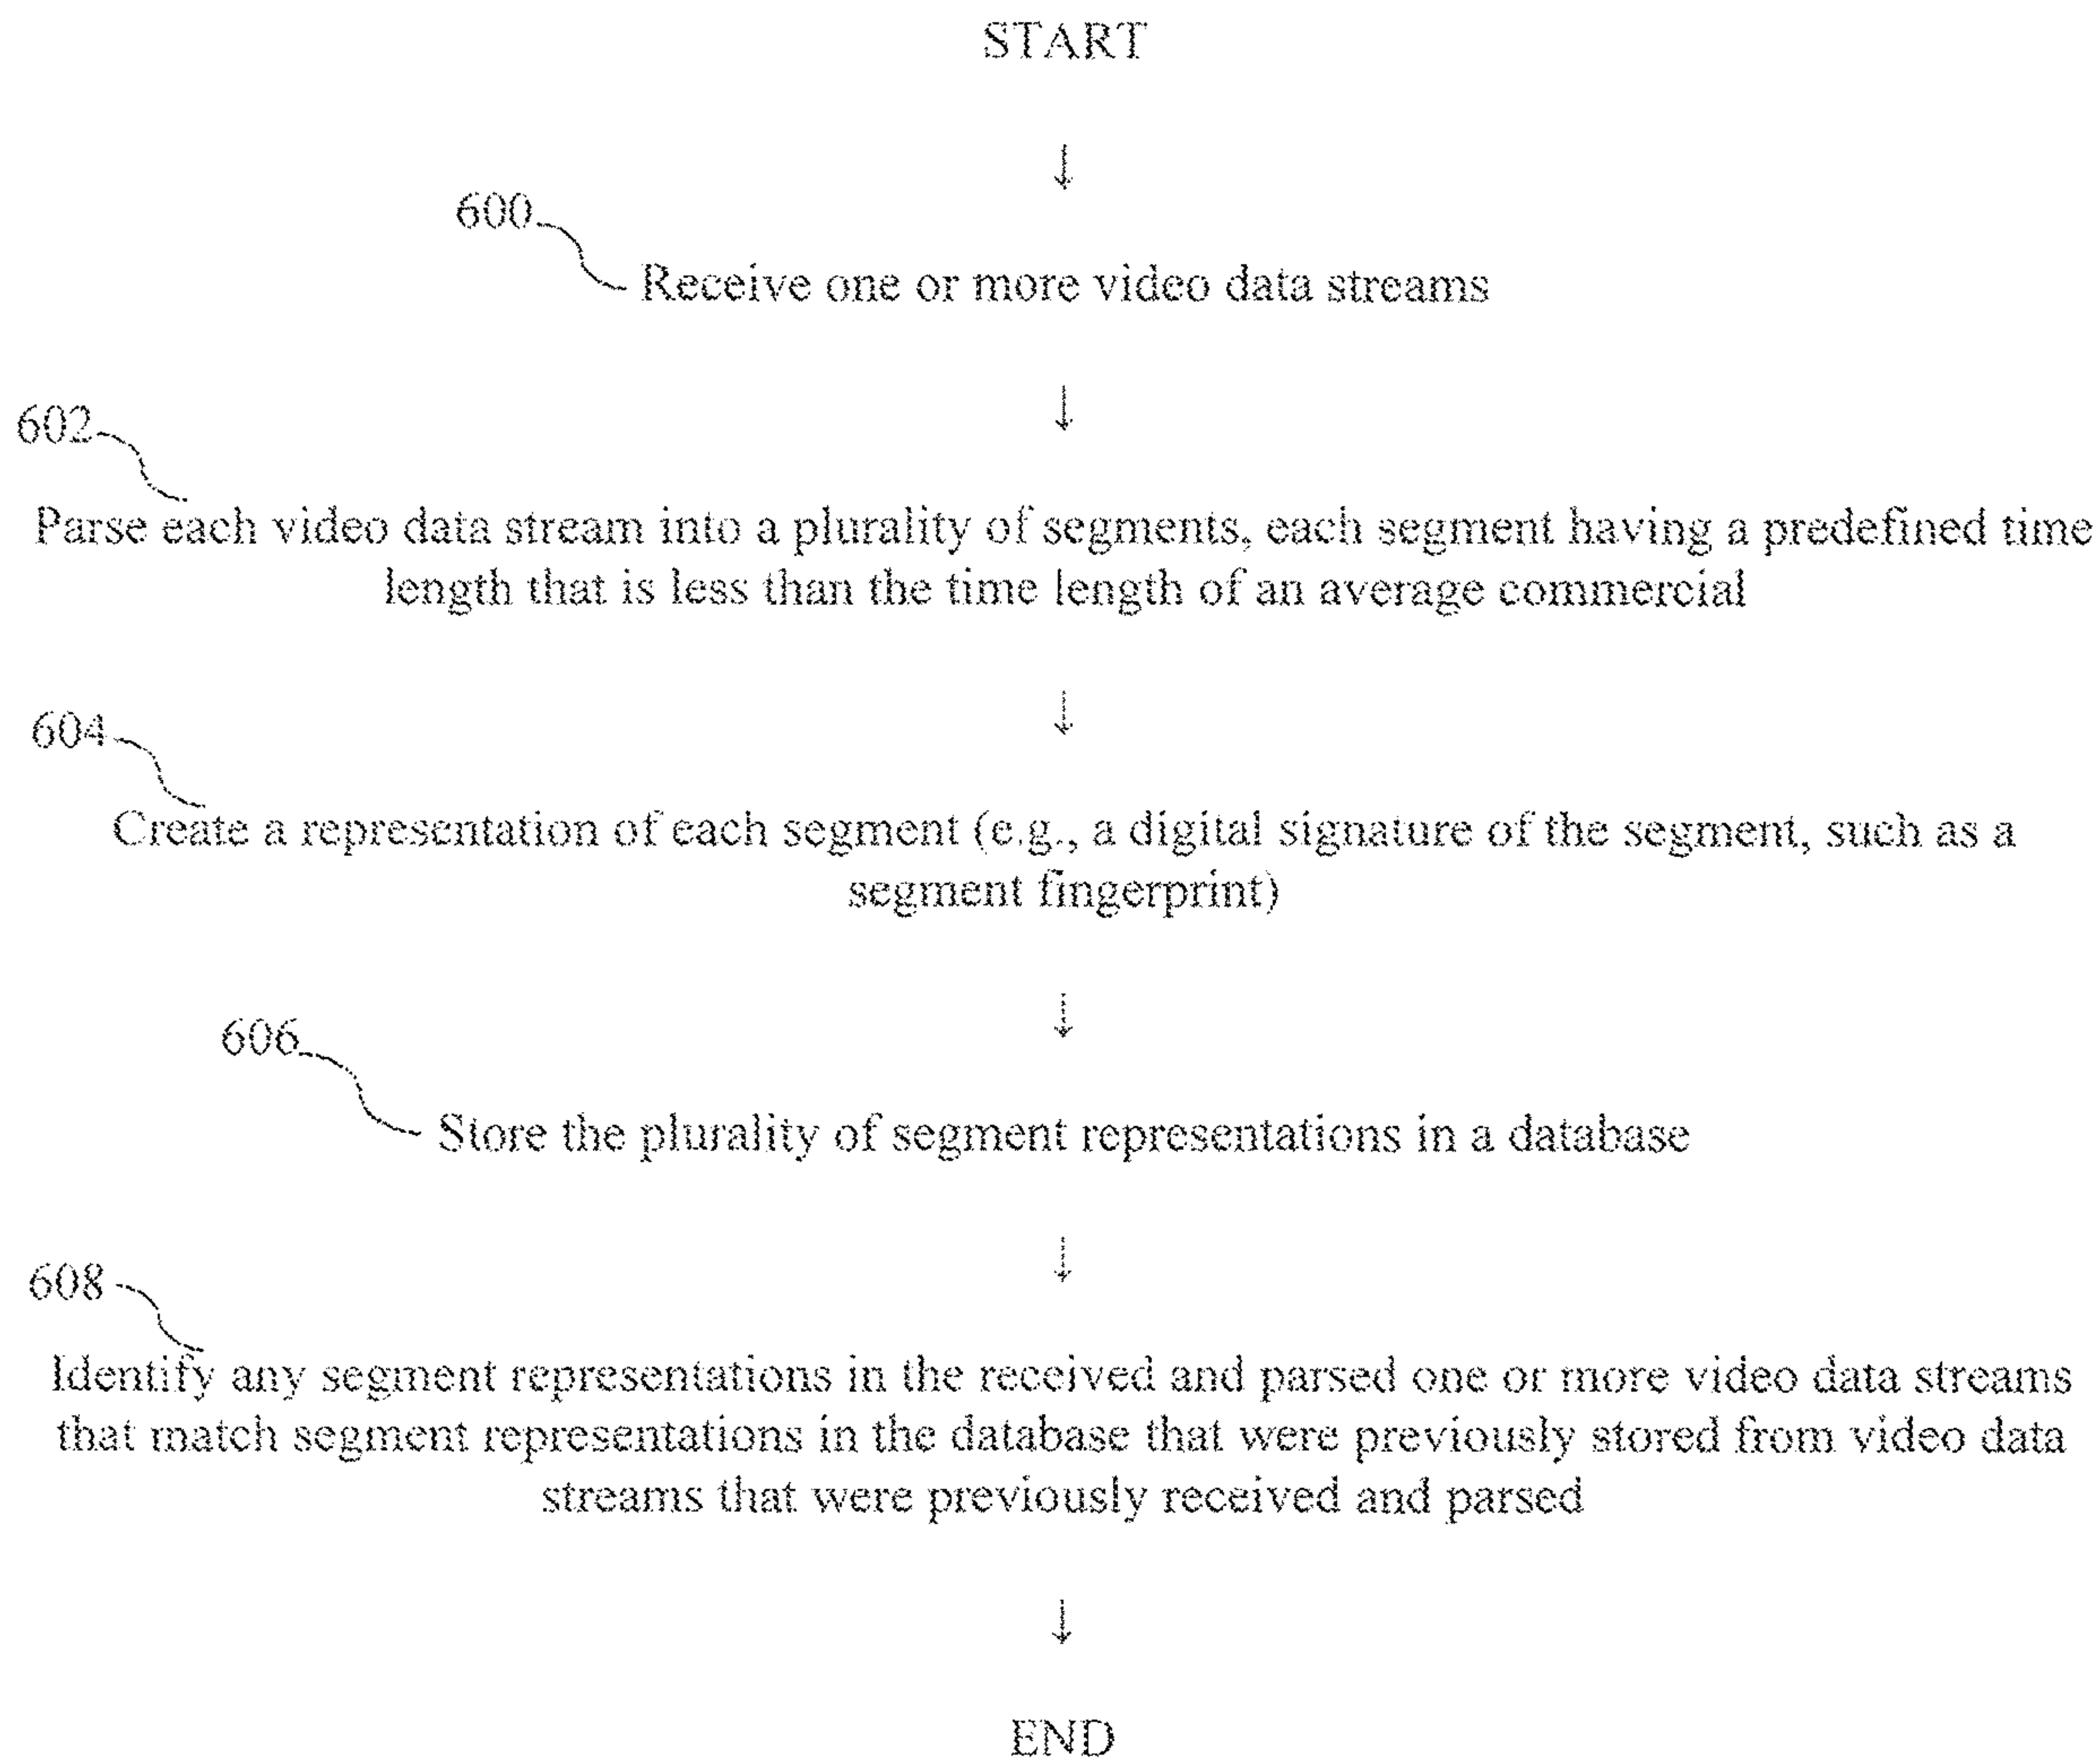 START
↓
600
Receive one or more video data streams
↓
602
Parse each video data stream into a plurality of segments, each segment having a predefined time
length that is less than the time length of an average commercial
↓
604
Create a representation of each segment (e.g., a digital signature of the segment, such as a
segment fingerprint)
↓
606
Store the plurality of segment representations in a database
↓
608
Identify any segment representations in the received and parsed one or more video data streams
that match segment representations in the database that were previously stored from video data
streams that were previously received and parsed
↓
END